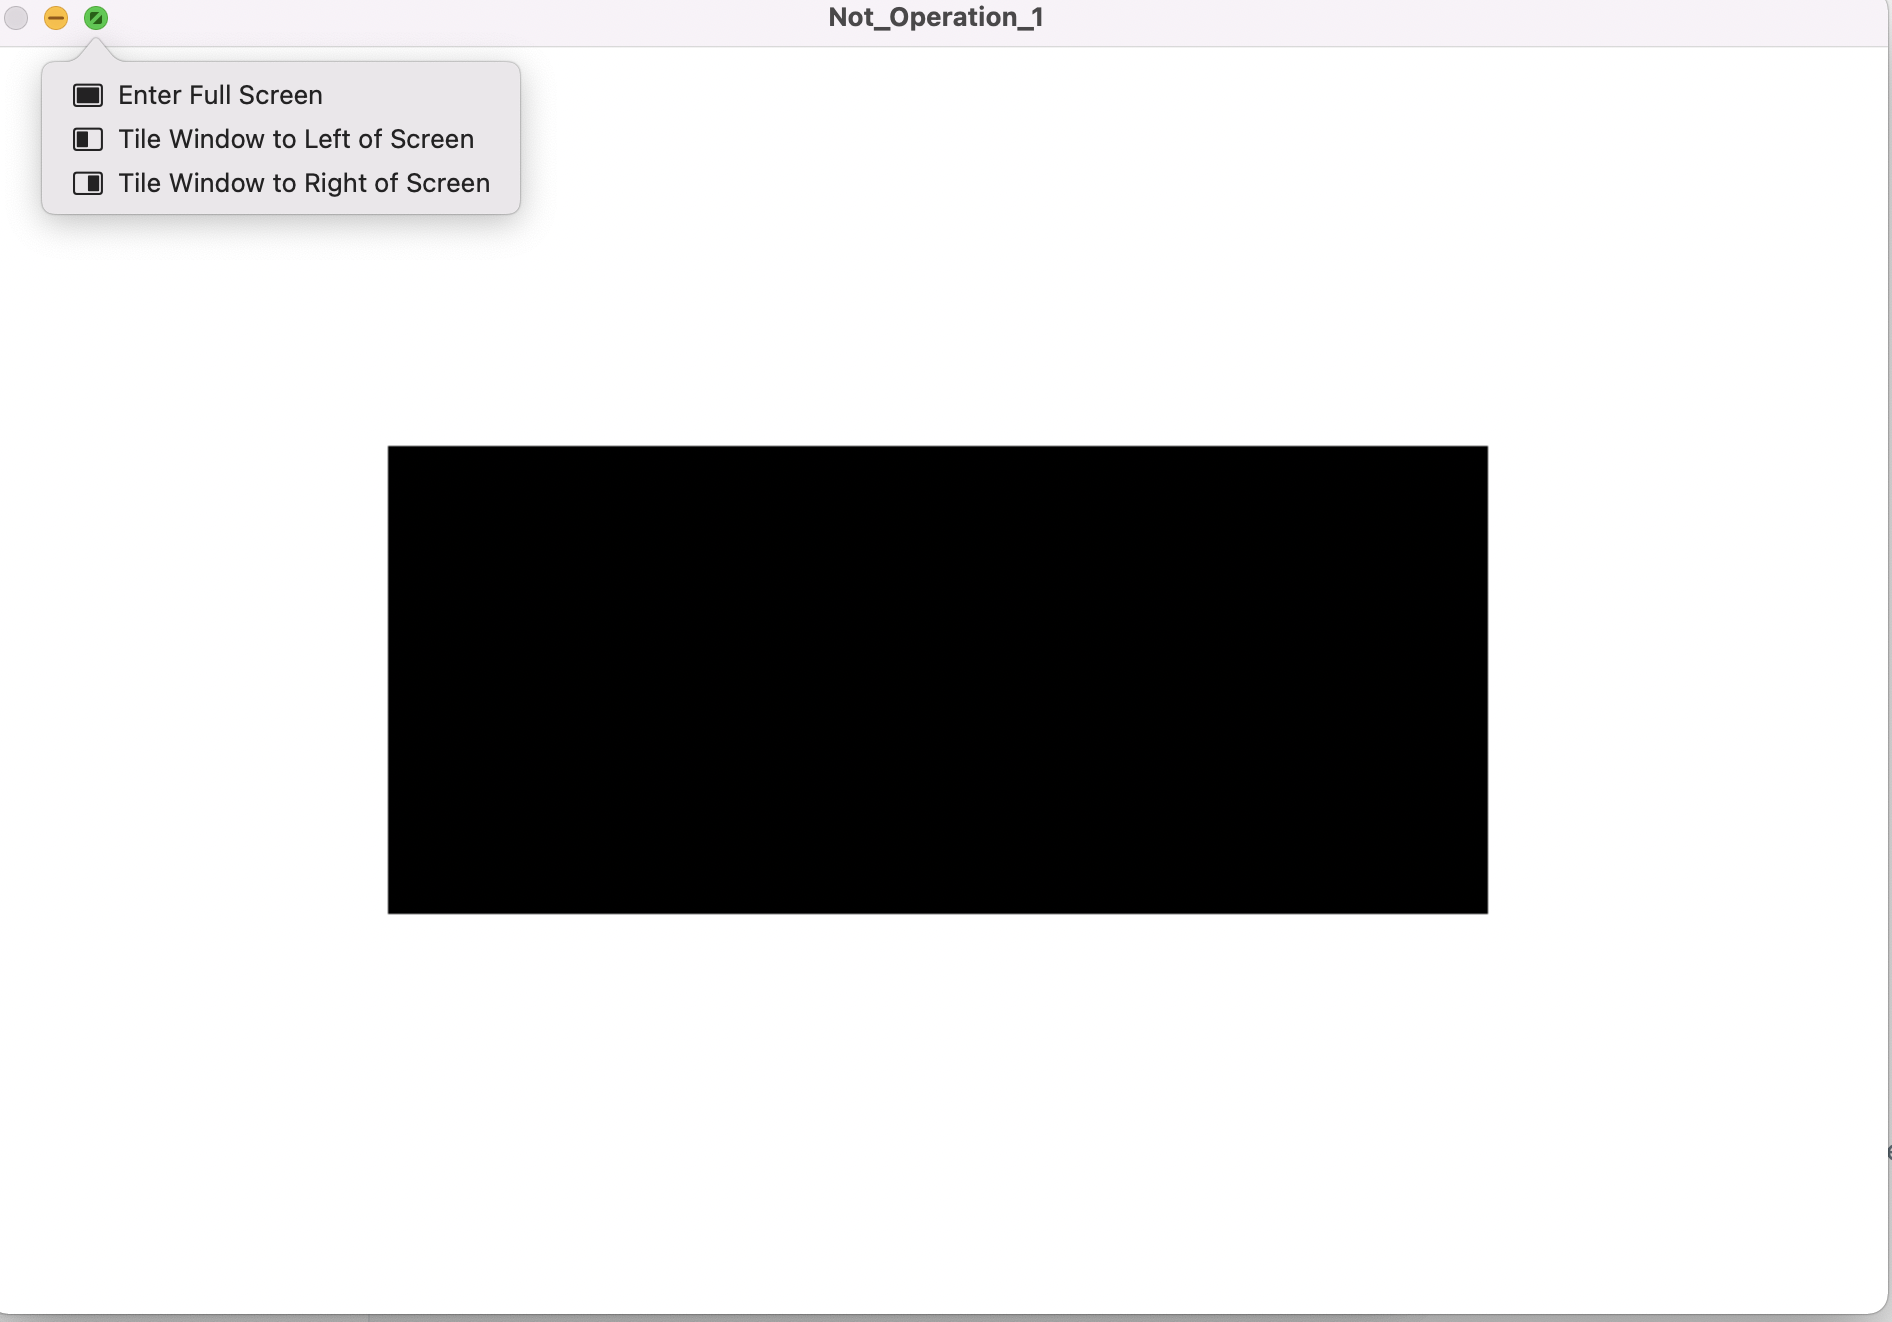 Not_Operation_1
Enter Full Screen
Tile Window to Left of Screen
Tile Window to Right of Screen